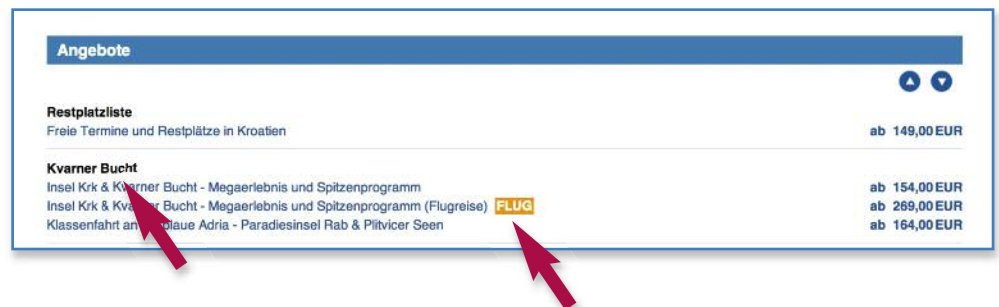 Angebote
Restplatzliste
Freie Termine und Restplätze in Kroatien ab 149,00 EUR
Kvarner Bucht
Insel Krk & Kvarner Bucht - Megaerlebnis und Spitzenprogramm ab 154,00 EUR
Insel Krk & Kvarner Bucht - Megaerlebnis und Spitzenprogramm (Flugreise) FLUG ab 269,00 EUR
Klassenfahrt an blaue Adria - Paradiesinsel Rab & Plitvicer Seen ab 164,00 EUR